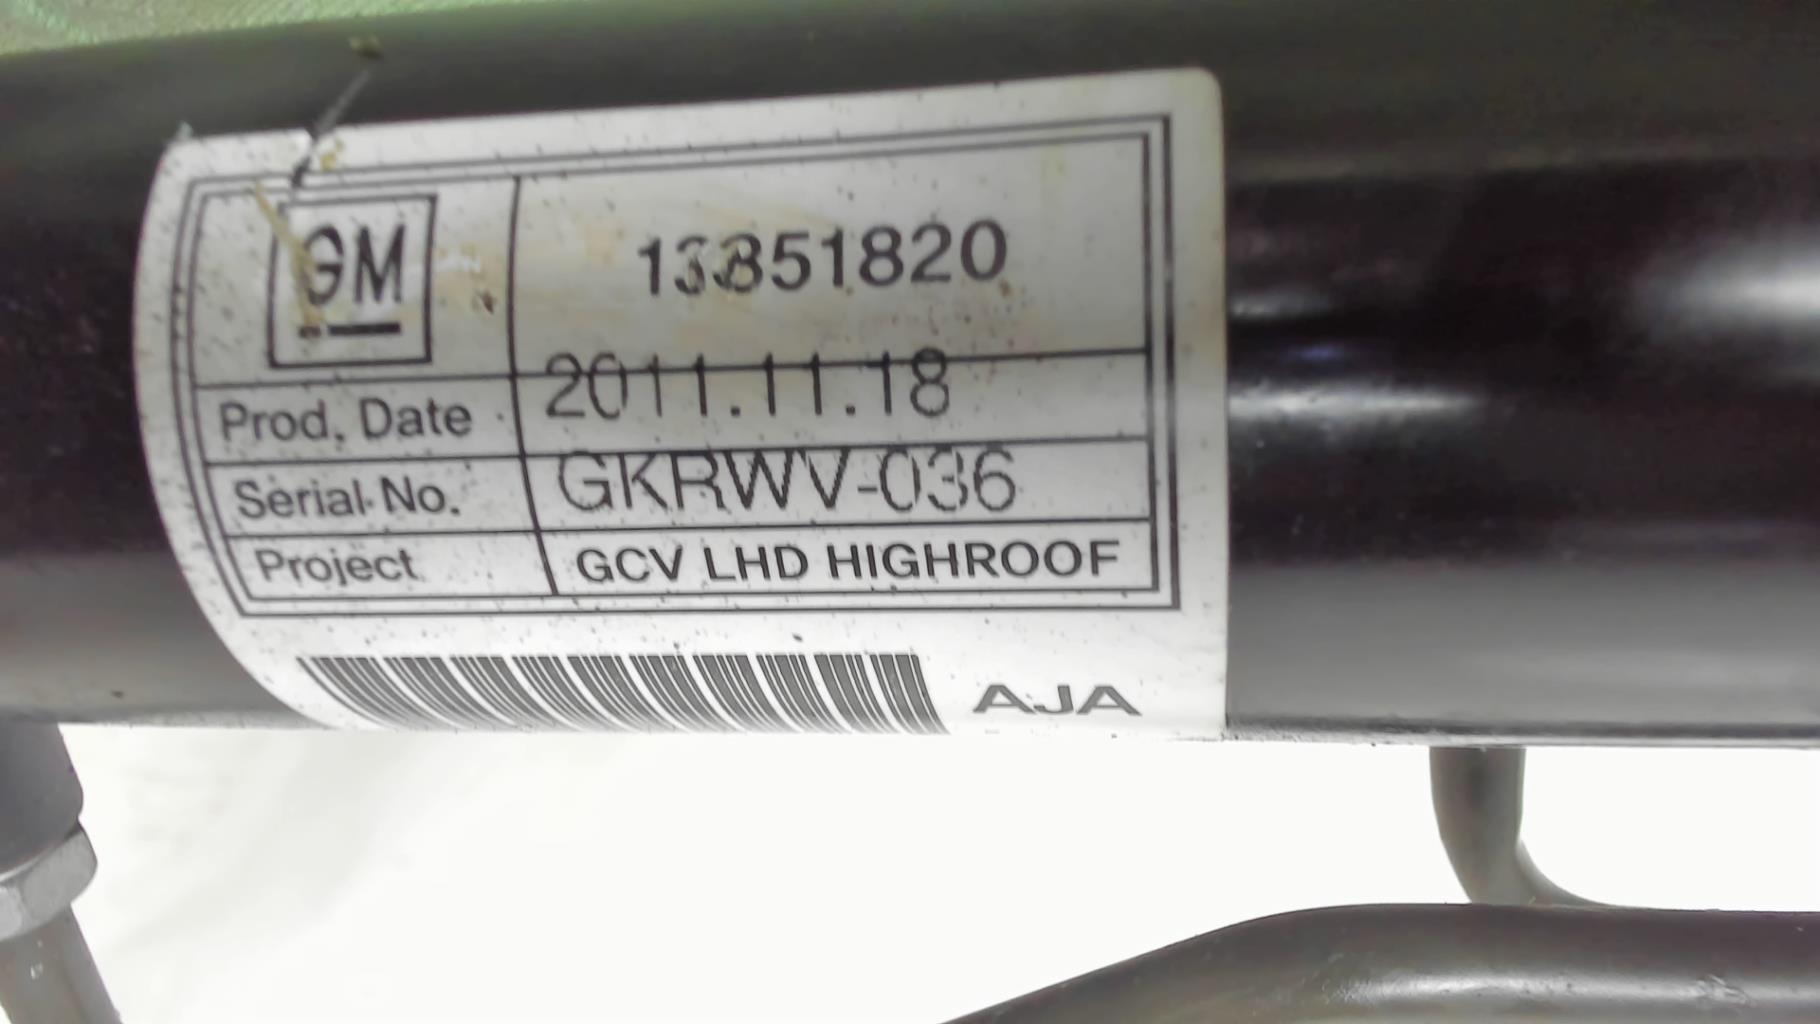 GM
13351820
Prod. Date 2011.11.18
Serial No. GKRWV-036
Project GCV LHD HIGHROOF
AJA